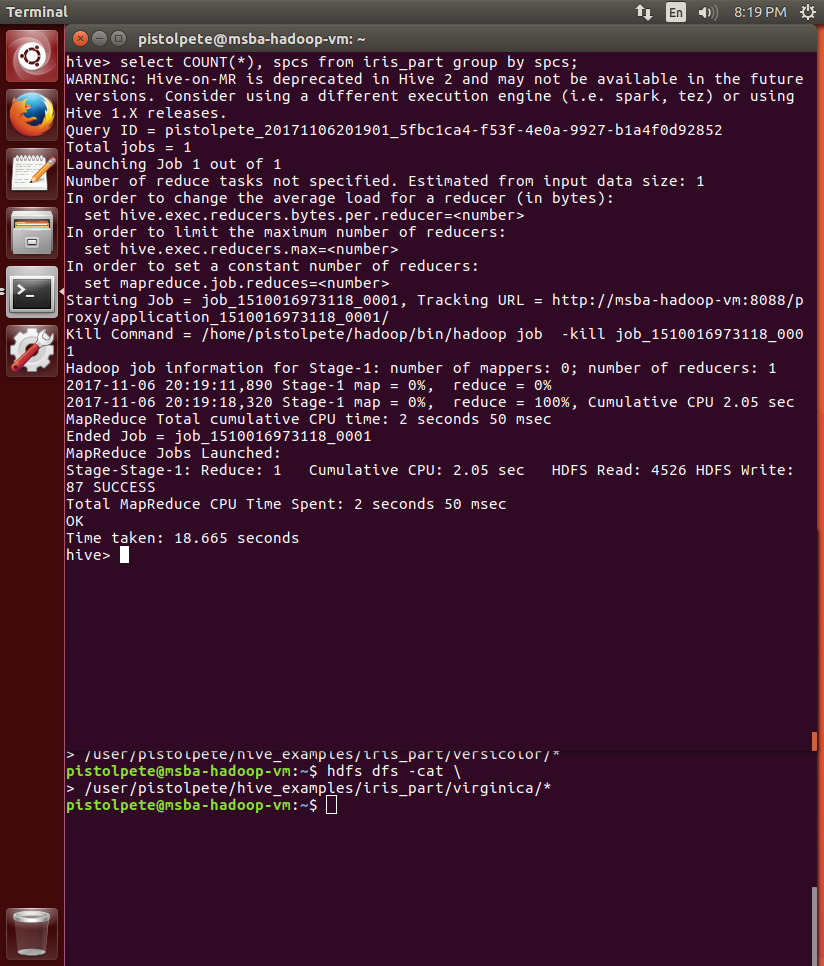 Terminal
En
8:19 PM
pistolpete@msba-hadoop-vm: ~
hive> select COUNT(*), spcs from iris_part group by spcs;
WARNING: Hive-on-MR is deprecated in Hive 2 and may not be available in the future
 versions. Consider using a different execution engine (i.e. spark, tez) or using
Hive 1.X releases.
Query ID = pistolpete_20171106201901_5fbc1ca4-f53f-4e0a-9927-b1a4f0d92852
Total jobs = 1
Launching Job 1 out of 1
Number of reduce tasks not specified. Estimated from input data size: 1
In order to change the average load for a reducer (in bytes):
  set hive.exec.reducers.bytes.per.reducer=<number>
In order to limit the maximum number of reducers:
  set hive.exec.reducers.max=<number>
In order to set a constant number of reducers:
  set mapreduce.job.reduces=<number>
Starting Job = job_1510016973118_0001, Tracking URL = http://msba-hadoop-vm:8088/p
roxy/application_1510016973118_0001/
Kill Command = /home/pistolpete/hadoop/bin/hadoop job  -kill job_1510016973118_000
1
Hadoop job information for Stage-1: number of mappers: 0; number of reducers: 1
2017-11-06 20:19:11,890 Stage-1 map = 0%,  reduce = 0%
2017-11-06 20:19:18,320 Stage-1 map = 0%,  reduce = 100%, Cumulative CPU 2.05 sec
MapReduce Total cumulative CPU time: 2 seconds 50 msec
Ended Job = job_1510016973118_0001
MapReduce Jobs Launched:
Stage-Stage-1: Reduce: 1   Cumulative CPU: 2.05 sec   HDFS Read: 4526 HDFS Write:
87 SUCCESS
Total MapReduce CPU Time Spent: 2 seconds 50 msec
OK
Time taken: 18.665 seconds
hive>
> /user/pistolpete/hive_examples/iris_part/versicolor/*
pistolpete@msba-hadoop-vm:~$ hdfs dfs -cat \
> /user/pistolpete/hive_examples/iris_part/virginica/*
pistolpete@msba-hadoop-vm:~$